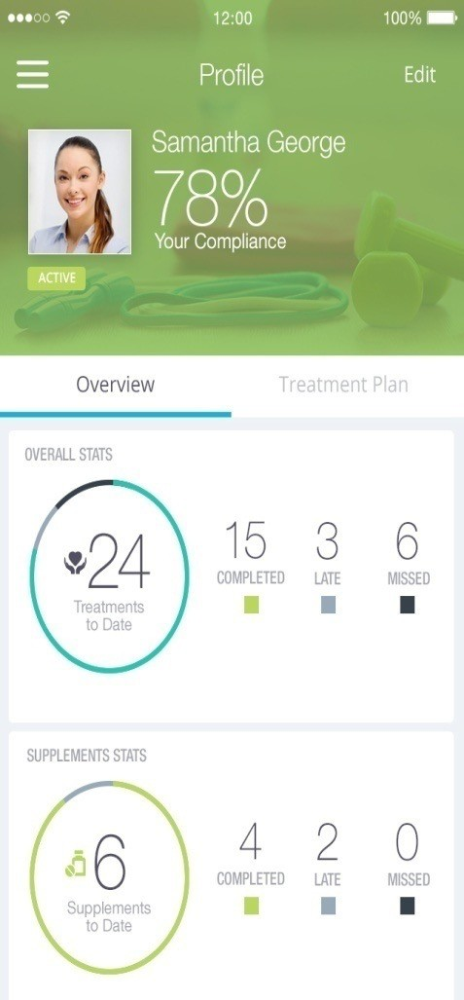 12:00
100%
Profile
Edit
Samantha George
78%
Your Compliance
ACTIVE
Overview
Treatment Plan
OVERALL STATS
24
Treatments
to Date
15
COMPLETED
3
LATE
6
MISSED
SUPPLEMENTS STATS
6
Supplements
to Date
4
COMPLETED
2
LATE
0
MISSED